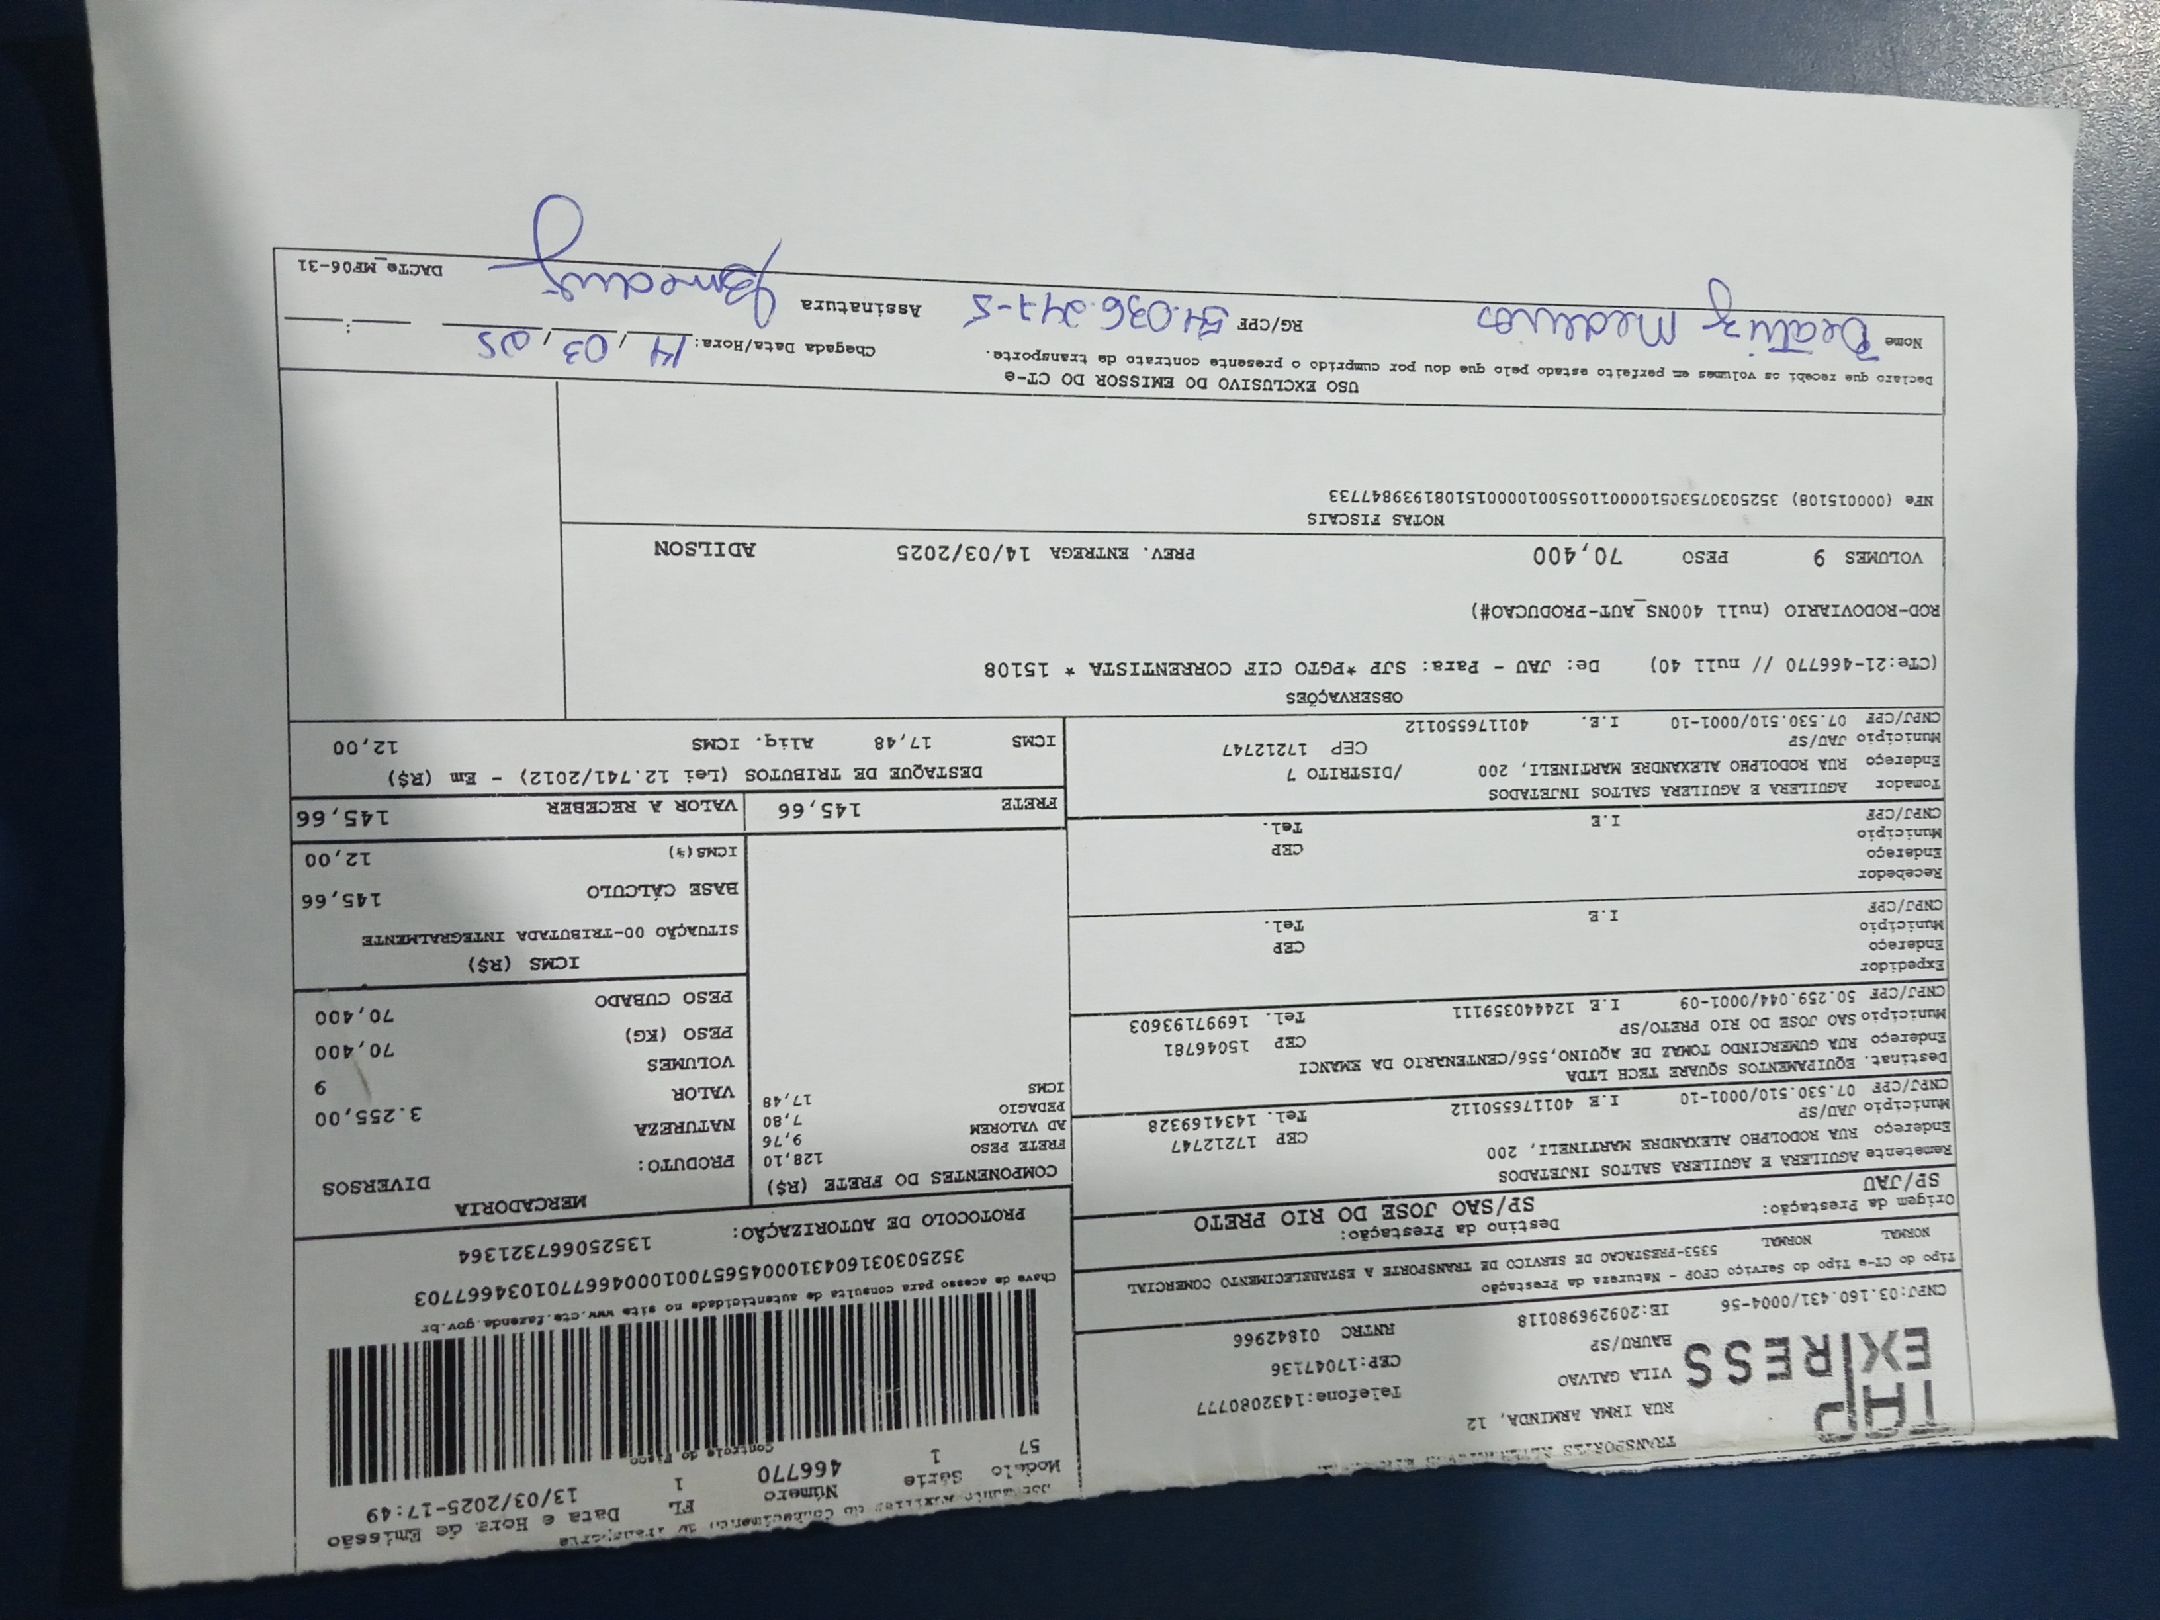 TRANSPORTES
TAP
EXPRESS
RUA IRMA ARMINDA, 12
Telefone:1432080777
VILA GALVAO
CEP:17047136
BAURU/SP
CNPJ:03.160.431/0004-56
IE:209296980118
RNTRC 01842966
Tipo do CT-e Tipo do Serviço CFOP - Natureza da Prestação
NORMAL NORMAL 5353-PRESTACAO DE SERVICO DE TRANSPORTE A ESTABELECIMENTO COMERCIAL
Origem da Prestação: Destino da Prestação:
SP/JAU SP/SAO JOSE DO RIO PRETO
Documento Auxiliar do Conhecimento de Transporte
Modelo Série Número FL Data e Hora de Emissão
57 1 466770 1 13/03/2025-17:49
Controle do Fisco
Chave de acesso para consulta de autenticidade no site www.cte.fazenda.gov.br
35250303160431000456570010004667701034667703
PROTOCOLO DE AUTORIZAÇÃO: 135250667321364
Remetente AGUILERA E AGUILERA SALTOS INJETADOS
Endereço RUA RODOLPHO ALEXANDRE MARTINELI, 200
Município JAU/SP CEP 17212747
CNPJ/CPF 07.530.510/0001-10 I.E 401176550112 Tel. 1434169328
Destinat. EQUIPAMENTOS SQUARE TECH LTDA
Endereço RUA GUMERCINDO TOMAZ DE AQUINO,556/CENTENARIO DA EMANCI
Município SAO JOSE DO RIO PRETO/SP CEP 15046781
CNPJ/CPF 50.259.044/0001-09 I.E 124440359111 Tel. 16997193603
Expedidor
Endereço
Município CEP
CNPJ/CPF I.E Tel.
Recebedor
Endereço
Município CEP
CNPJ/CPF I.E Tel.
Tomador AGUILERA E AGUILERA SALTOS INJETADOS
Endereço RUA RODOLPHO ALEXANDRE MARTINELI, 200 /DISTRITO 7
Município JAU/SP CEP 17212747
CNPJ/CPF 07.530.510/0001-10 I.E. 401176550112
COMPONENTES DO FRETE (R$)
FRETE PESO 128,10
AD VALOREM 9,76
PEDAGIO 7,80
ICMS 17,48
MERCADORIA
PRODUTO: DIVERSOS
NATUREZA
VALOR 3.255,00
VOLUMES 9
PESO (KG) 70,400
PESO CUBADO 70,400
ICMS (R$)
SITUAÇÃO 00-TRIBUTADA INTEGRALMENTE
BASE CÁLCULO 145,66
ICMS(%) 12,00
FRETE 145,66 VALOR A RECEBER 145,66
DESTAQUE DE TRIBUTOS (Lei 12.741/2012) - Em (R$)
ICMS 17,48 Aliq. ICMS 12,00
OBSERVAÇÕES
(CTe:21-466770 // null 40) De: JAU - Para: SJP *PGTO CIF CORRENTISTA * 15108
ROD-RODOVIARIO (null 400NS_AUT-PRODUCAO#)
VOLUMES 9 PESO 70,400 PREV. ENTREGA 14/03/2025 ADILSON
NOTAS FISCAIS
NFe (000015108) 35250307530510000110550010000151081939847733
USO EXCLUSIVO DO EMISSOR DO CT-e
Declaro que recebi os volumes em perfeito estado pelo que dou por cumprido o presente contrato de transporte.
Chegada Data/Hora: 14/03/25 :
Nome Beatriz Medeiros RG/CPF 54.036.247-5 Assinatura
DACTe_MF06-31